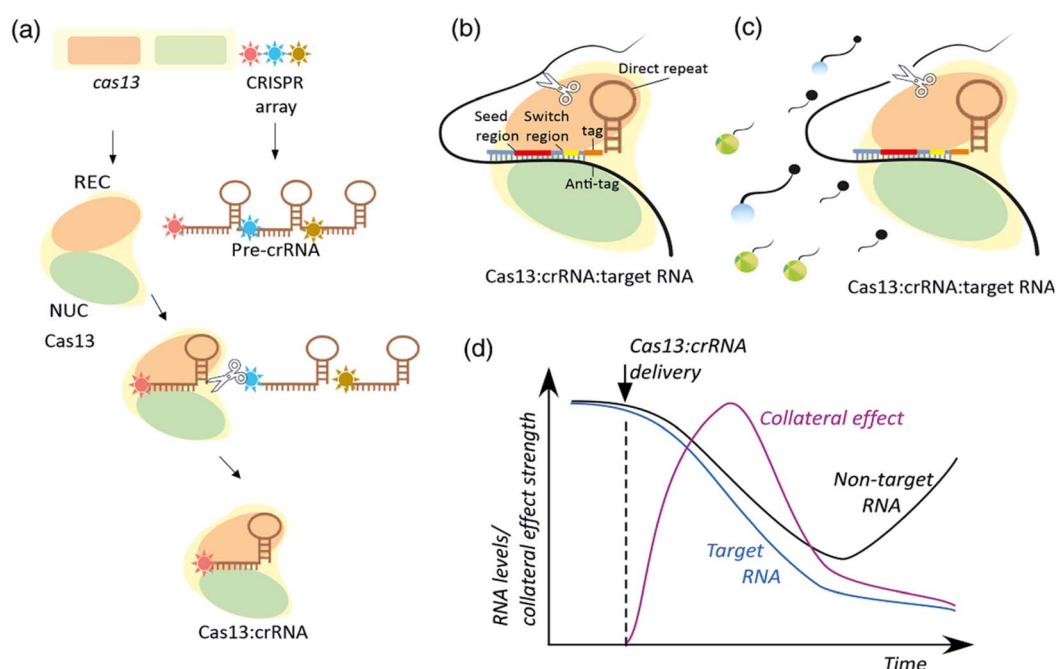 (a)
cas13
CRISPR
array
REC
Pre-crRNA
NUC
Cas13
Cas13:crRNA
(b)
Direct repeat
Seed
region
Switch
region
tag
Anti-tag
Cas13:crRNA:target RNA
(c)
Cas13:crRNA:target RNA
(d)
Cas13:crRNA
delivery
Collateral effect
Non-target
RNA
Target
RNA
RNA levels/
collateral effect strength
Time